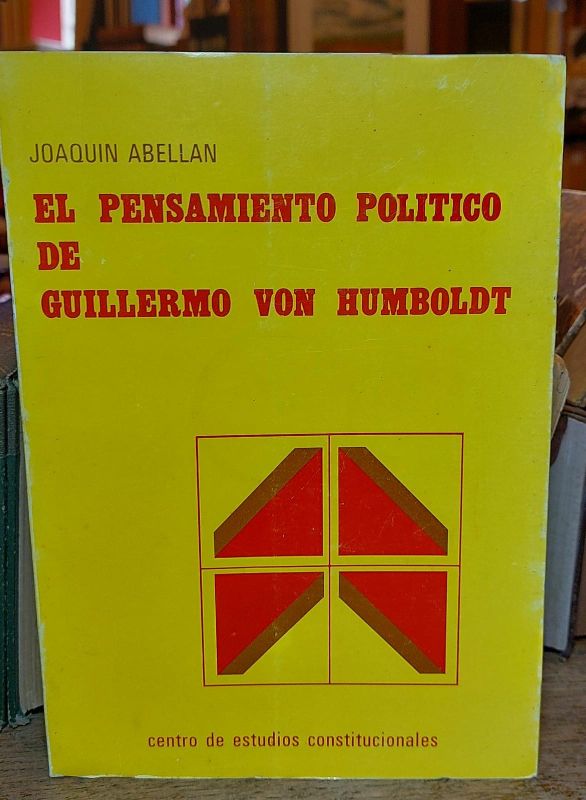 JOAQUIN ABELLAN
EL PENSAMIENTO POLITICO
DE
GUILLERMO VON HUMBOLDT
centro de estudios constitucionales